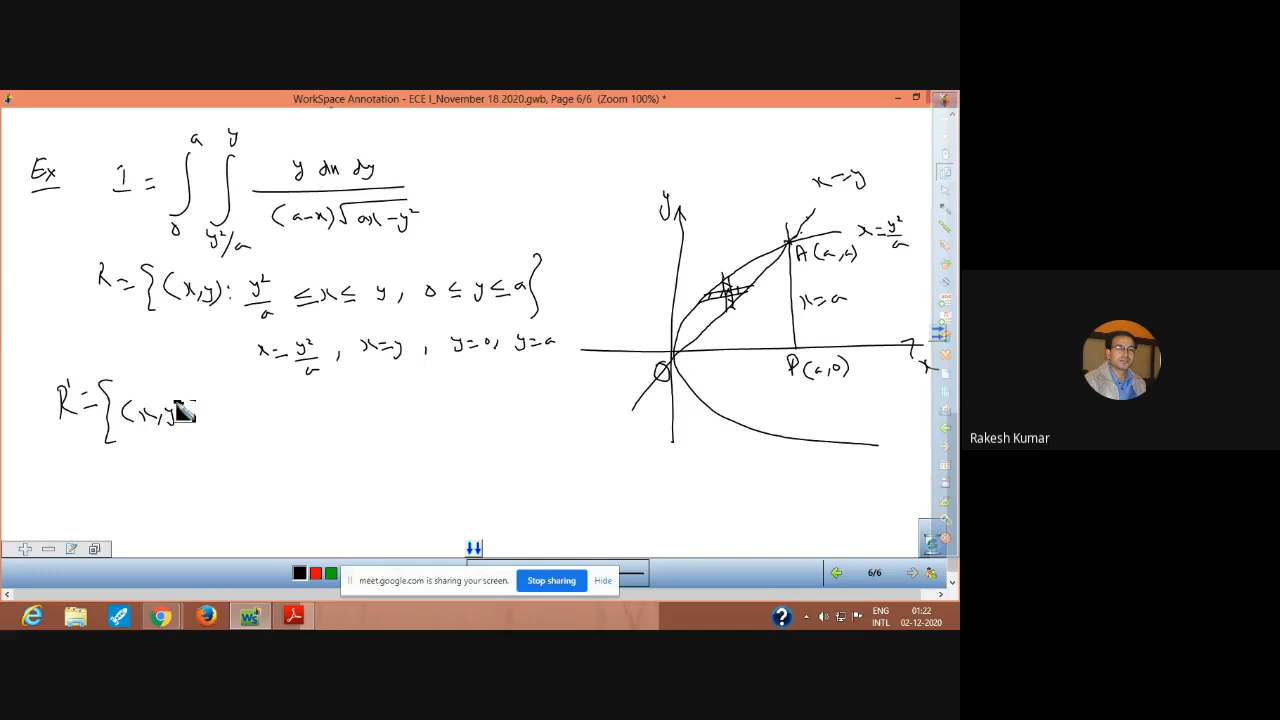 WorkSpace Annotation - ECE I_November 18 2020.gwb, Page 6/6 (Zoom 100%) *
Ex I = ∫₀ᵃ ∫_{y²/a}^{y} y dx dy / (a-x)√ax-y²
R = {(x,y): y²/a ≤ x ≤ y, 0 ≤ y ≤ a}
x = y²/a, x=y, y=0, y=a
R' = {(x,y
y
x=y
x=y²/a
A(a,a)
x=a
O
P(a,0)
x
Rakesh Kumar
6/6
meet.google.com is sharing your screen.
Stop sharing
Hide
ENG
INTL
01:22
02-12-2020